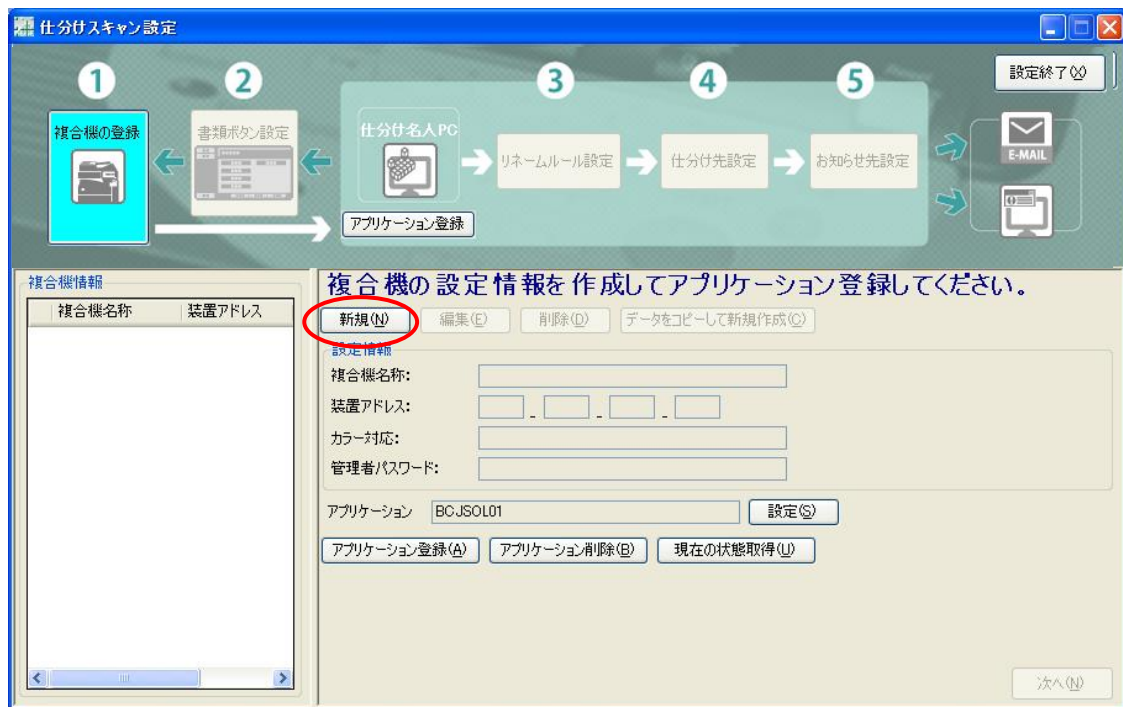 仕分けスキャン設定
1 2 3 4 5
設定終了(X)
複合機の登録
書類ボタン設定
仕分け名人PC
リネームルール設定
仕分け先設定
お知らせ先設定
E-MAIL
アプリケーション登録
複合機情報
複合機名称 装置アドレス
複合機の設定情報を作成してアプリケーション登録してください。
新規(N) 編集(E) 削除(D) データをコピーして新規作成(C)
設定情報
複合機名称:
装置アドレス: - - -
カラー対応:
管理者パスワード:
アプリケーション BCJSOL01 設定(S)
アプリケーション登録(A) アプリケーション削除(B) 現在の状態取得(U)
次へ(N)